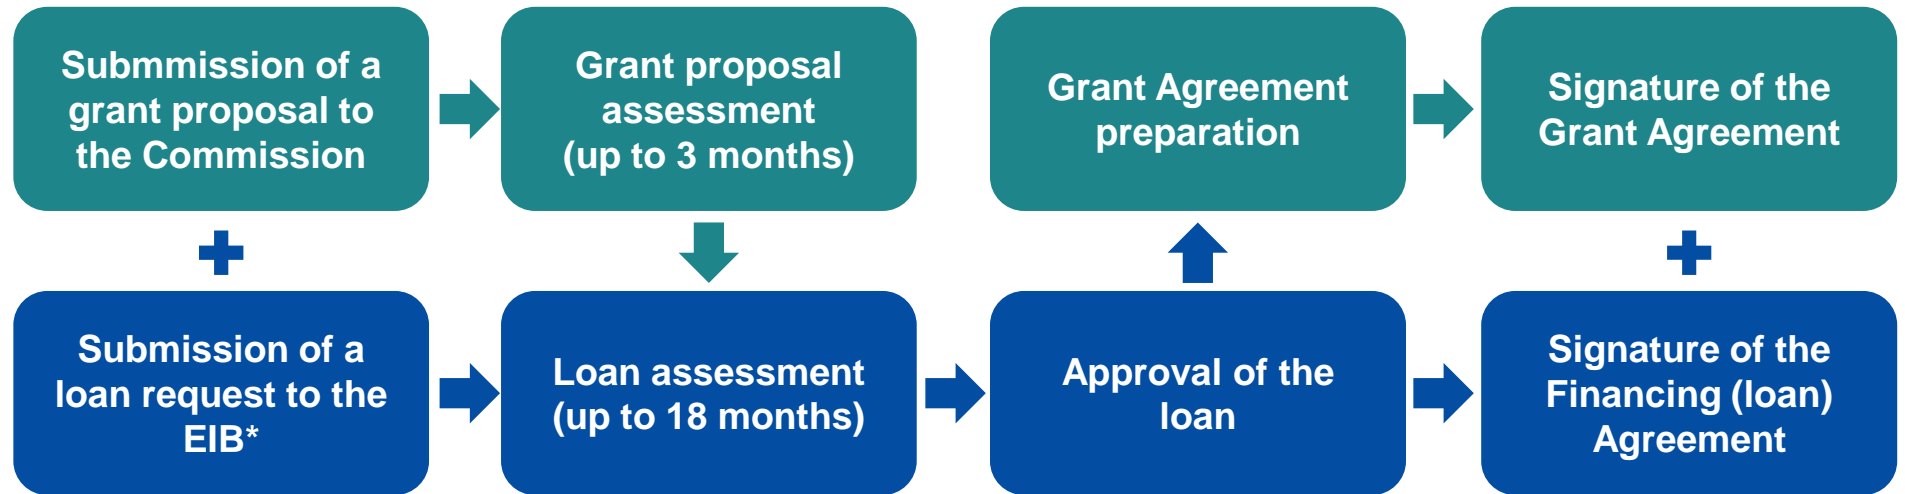 Submmission of a
grant proposal to
the Commission
Grant proposal
assessment
(up to 3 months)
Grant Agreement
preparation
Signature of the
Grant Agreement
Submission of a
loan request to the
EIB*
Loan assessment
(up to 18 months)
Approval of the
loan
Signature of the
Financing (loan)
Agreement